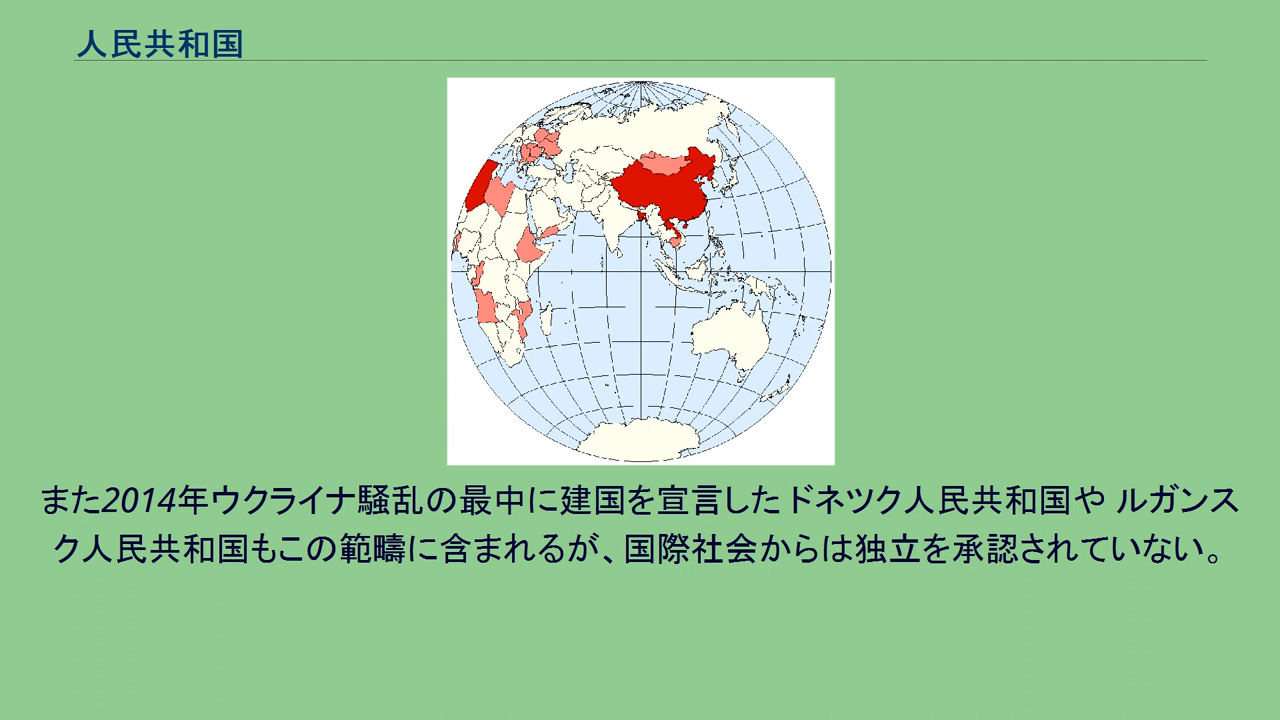 人民共和国
また2014年ウクライナ騒乱の最中に建国を宣言した ドネツク人民共和国や ルガンス
ク人民共和国もこの範疇に含まれるが、国際社会からは独立を承認されていない。